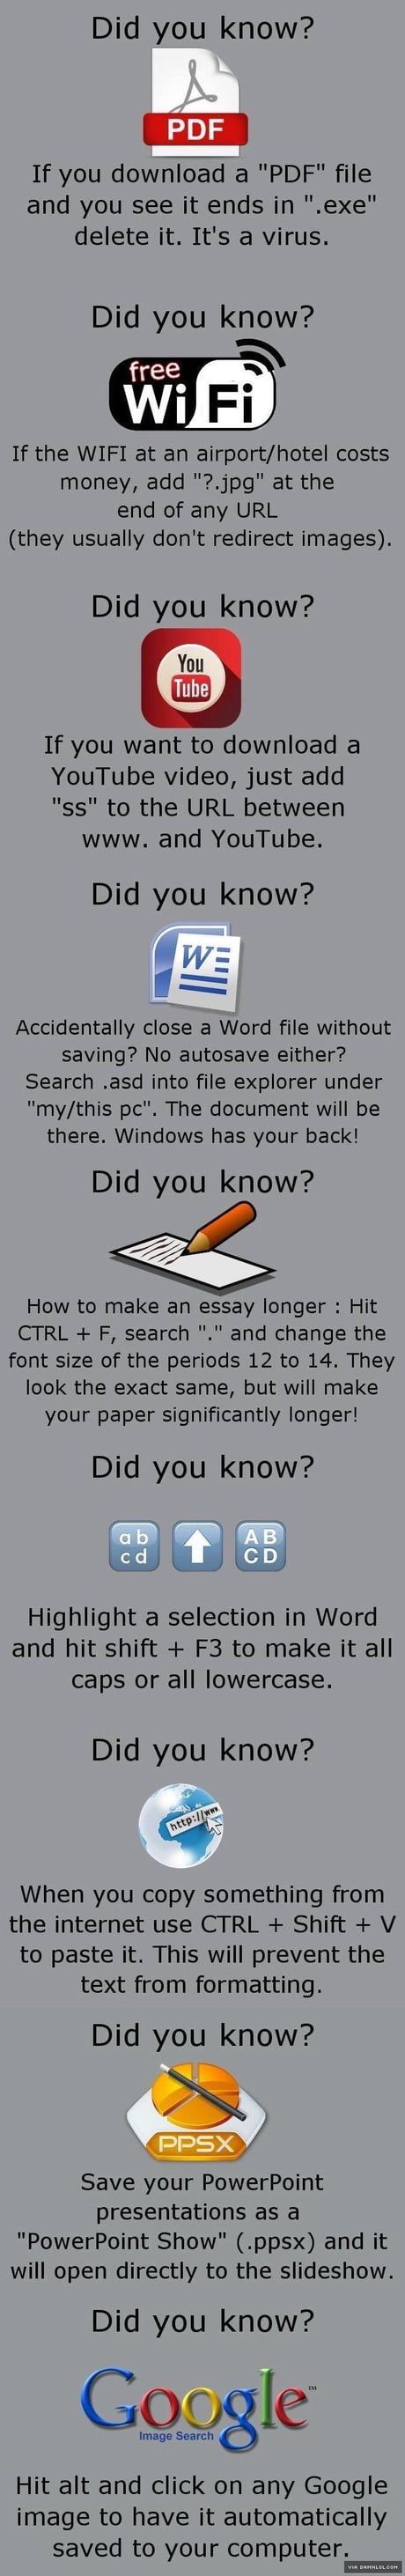 Did you know?
PDF
If you download a "PDF" file
and you see it ends in ".exe"
delete it. It's a virus.
Did you know?
free
Wi Fi
If the WIFI at an airport/hotel costs
money, add "?.jpg" at the
end of any URL
(they usually don't redirect images).
Did you know?
You
Tube
If you want to download a
YouTube video, just add
"ss" to the URL between
www. and YouTube.
Did you know?
W
Accidentally close a Word file without
saving? No autosave either?
Search .asd into file explorer under
"my/this pc". The document will be
there. Windows has your back!
Did you know?
How to make an essay longer : Hit
CTRL + F, search "." and change the
font size of the periods 12 to 14. They
look the exact same, but will make
your paper significantly longer!
Did you know?
ab AB
cd CD
Highlight a selection in Word
and hit shift + F3 to make it all
caps or all lowercase.
Did you know?
http://www
When you copy something from
the internet use CTRL + Shift + V
to paste it. This will prevent the
text from formatting.
Did you know?
PPSX
Save your PowerPoint
presentations as a
"PowerPoint Show" (.ppsx) and it
will open directly to the slideshow.
Did you know?
Google™
Image Search
Hit alt and click on any Google
image to have it automatically
saved to your computer.
VIA DAMNLOL.COM